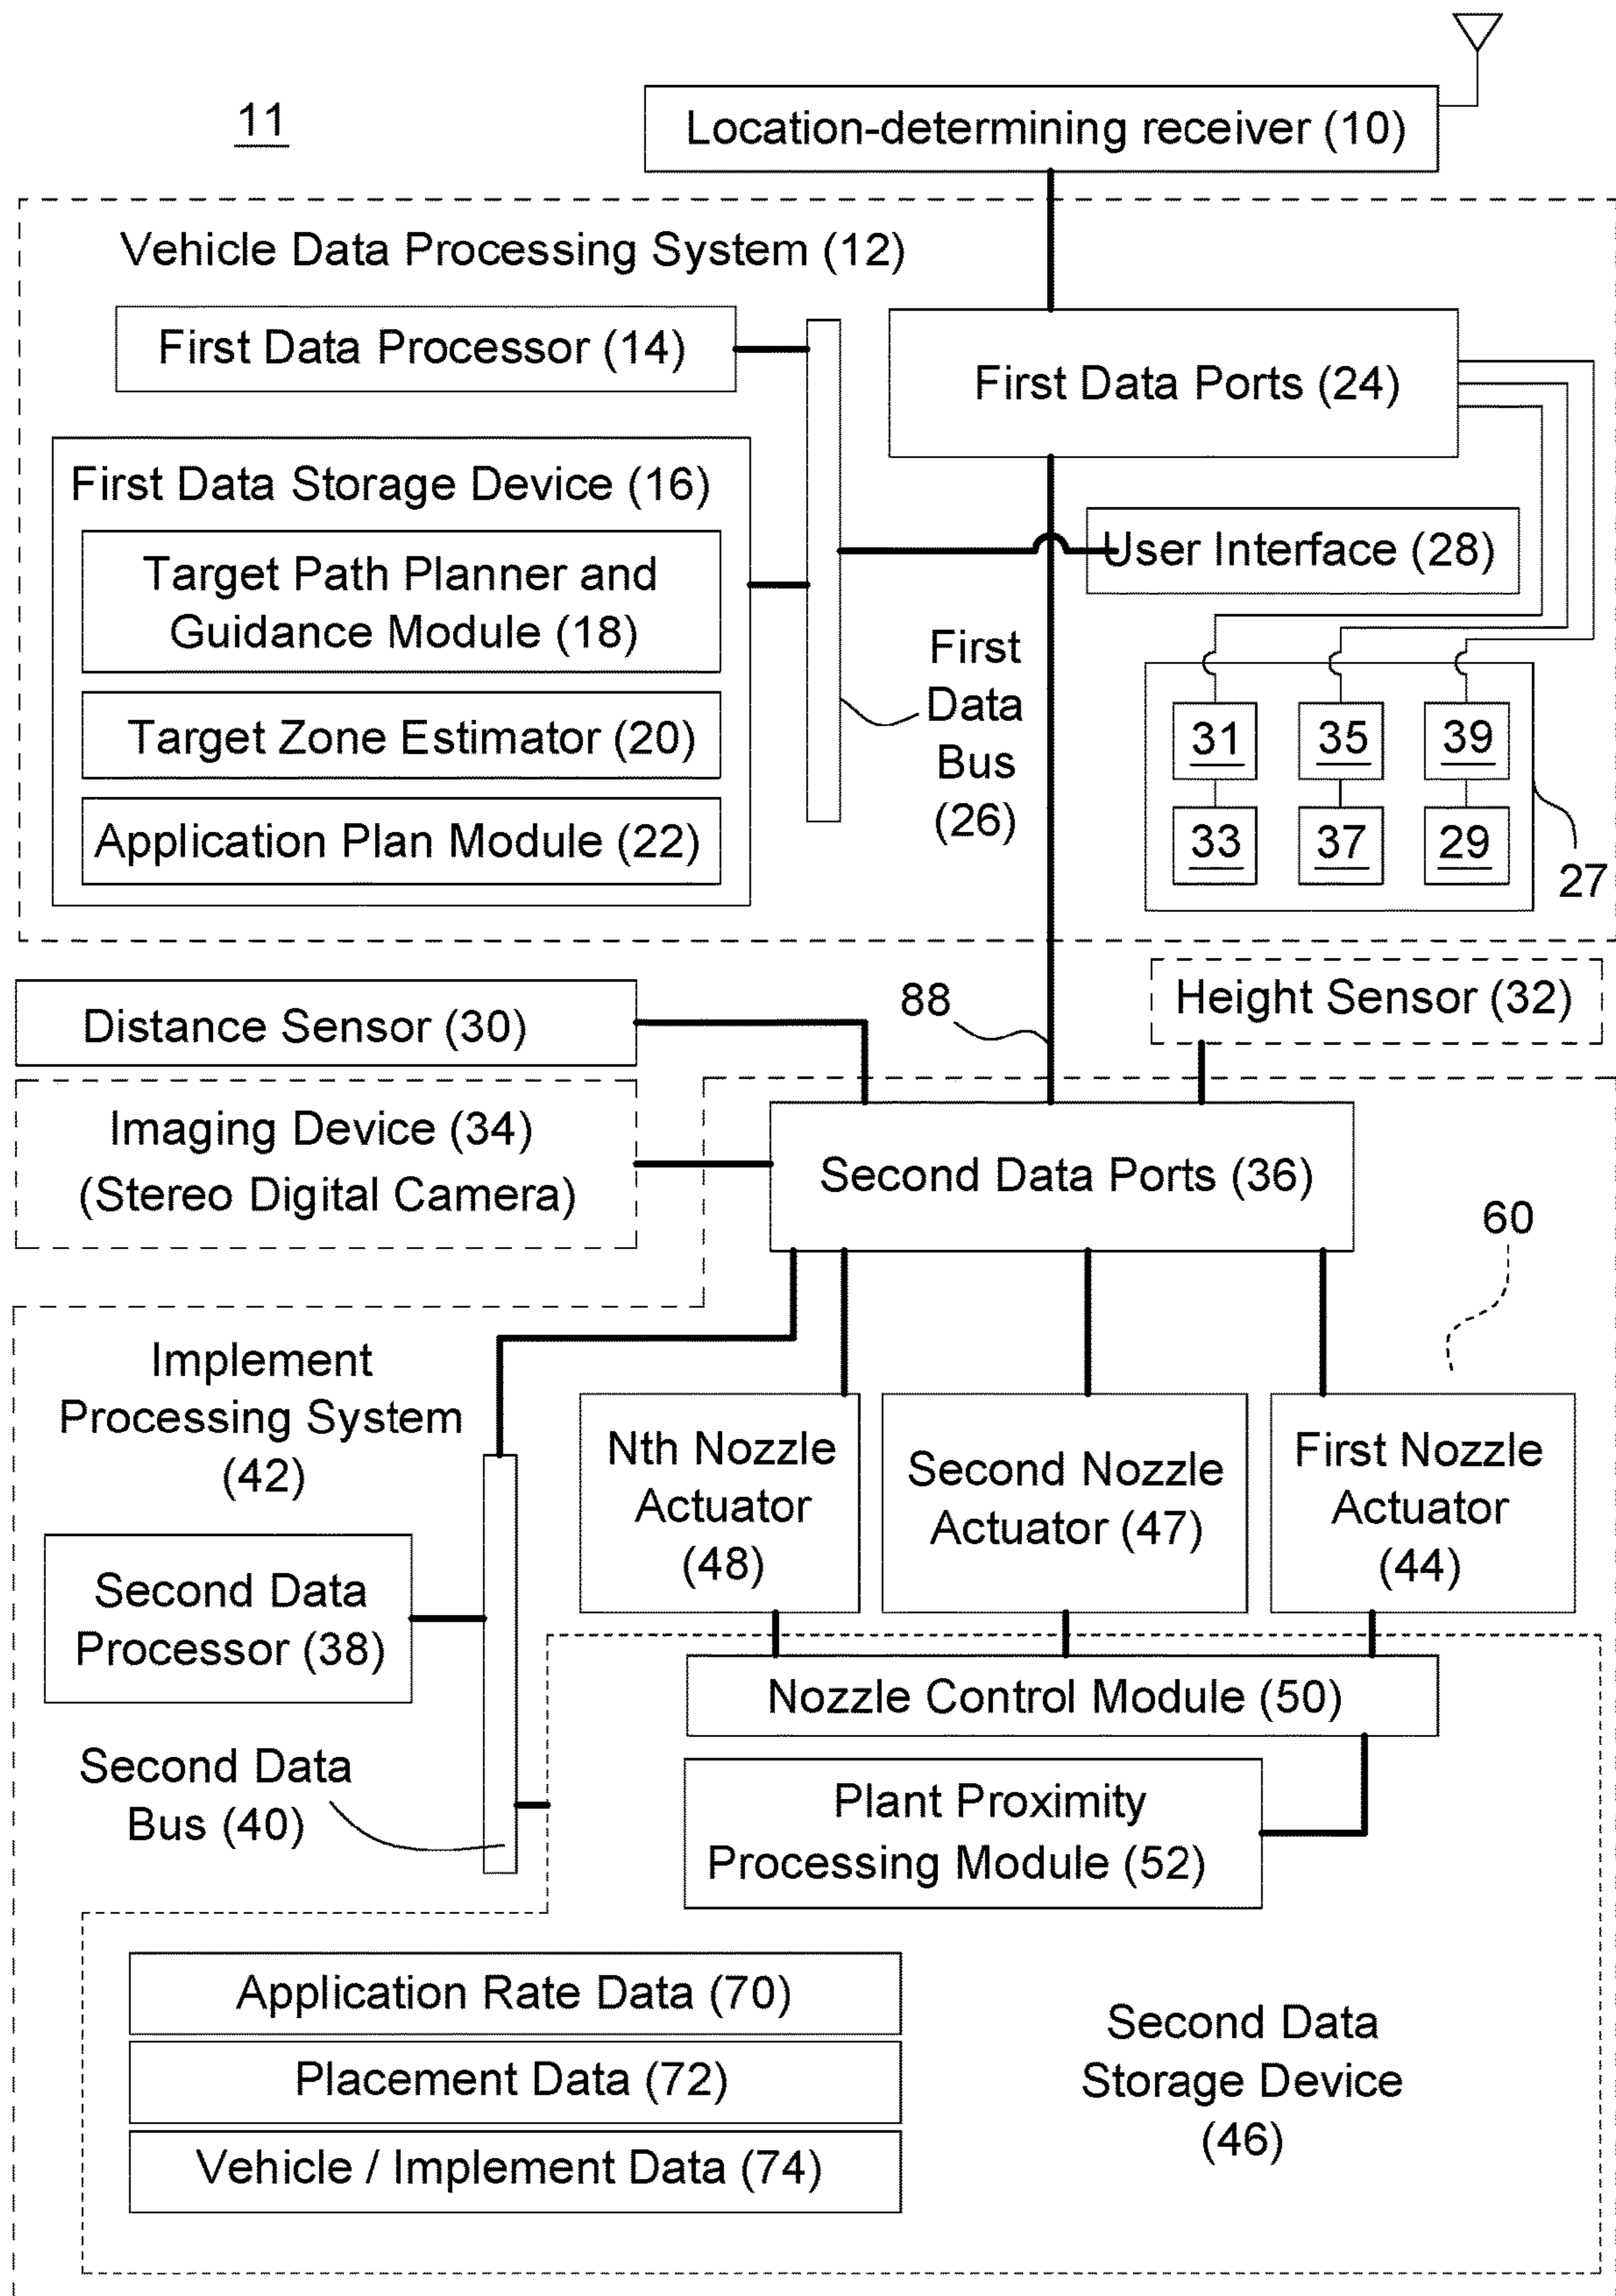 11
Location-determining receiver (10)
Vehicle Data Processing System (12)
First Data Processor (14)
First Data Ports (24)
First Data Storage Device (16)
Target Path Planner and
Guidance Module (18)
Target Zone Estimator (20)
Application Plan Module (22)
User Interface (28)
First
Data
Bus
(26)
31
35
39
33
37
29
27
Distance Sensor (30)
88
Height Sensor (32)
Imaging Device (34)
(Stereo Digital Camera)
Second Data Ports (36)
60
Implement
Processing System
(42)
Nth Nozzle
Actuator
(48)
Second Nozzle
Actuator (47)
First Nozzle
Actuator
(44)
Second Data
Processor (38)
Nozzle Control Module (50)
Second Data
Bus (40)
Plant Proximity
Processing Module (52)
Application Rate Data (70)
Placement Data (72)
Vehicle / Implement Data (74)
Second Data
Storage Device
(46)